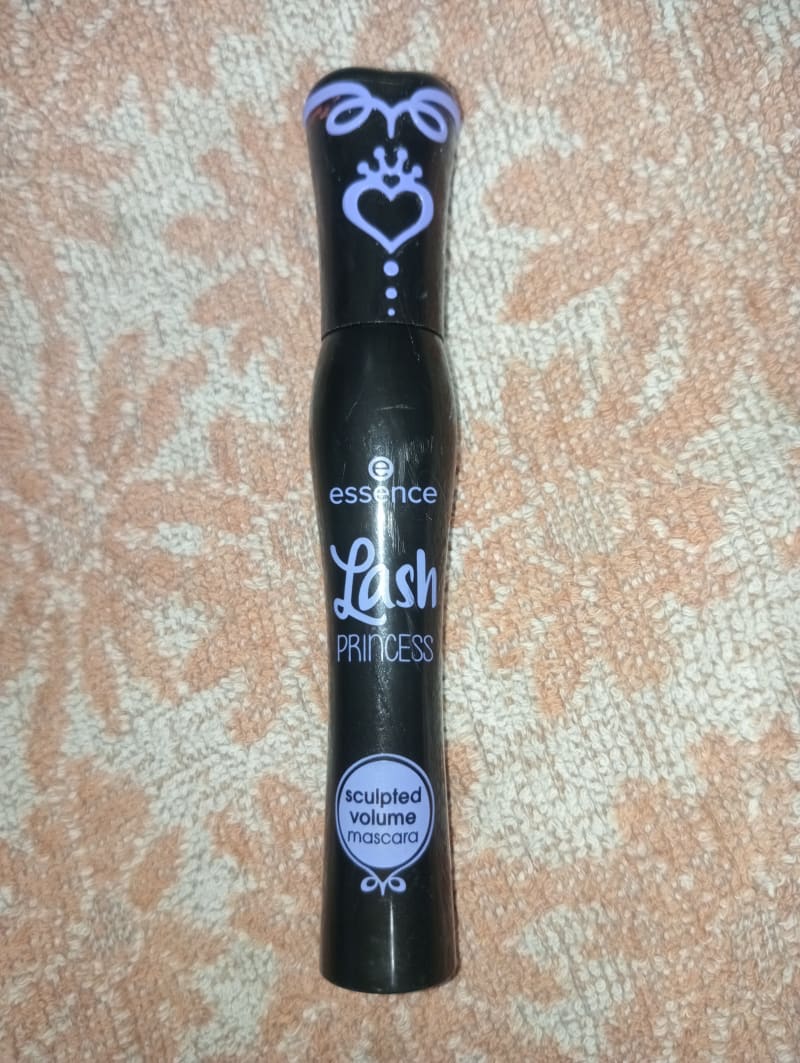 e
essence
Lash
PRINCESS
sculpted
volume
mascara